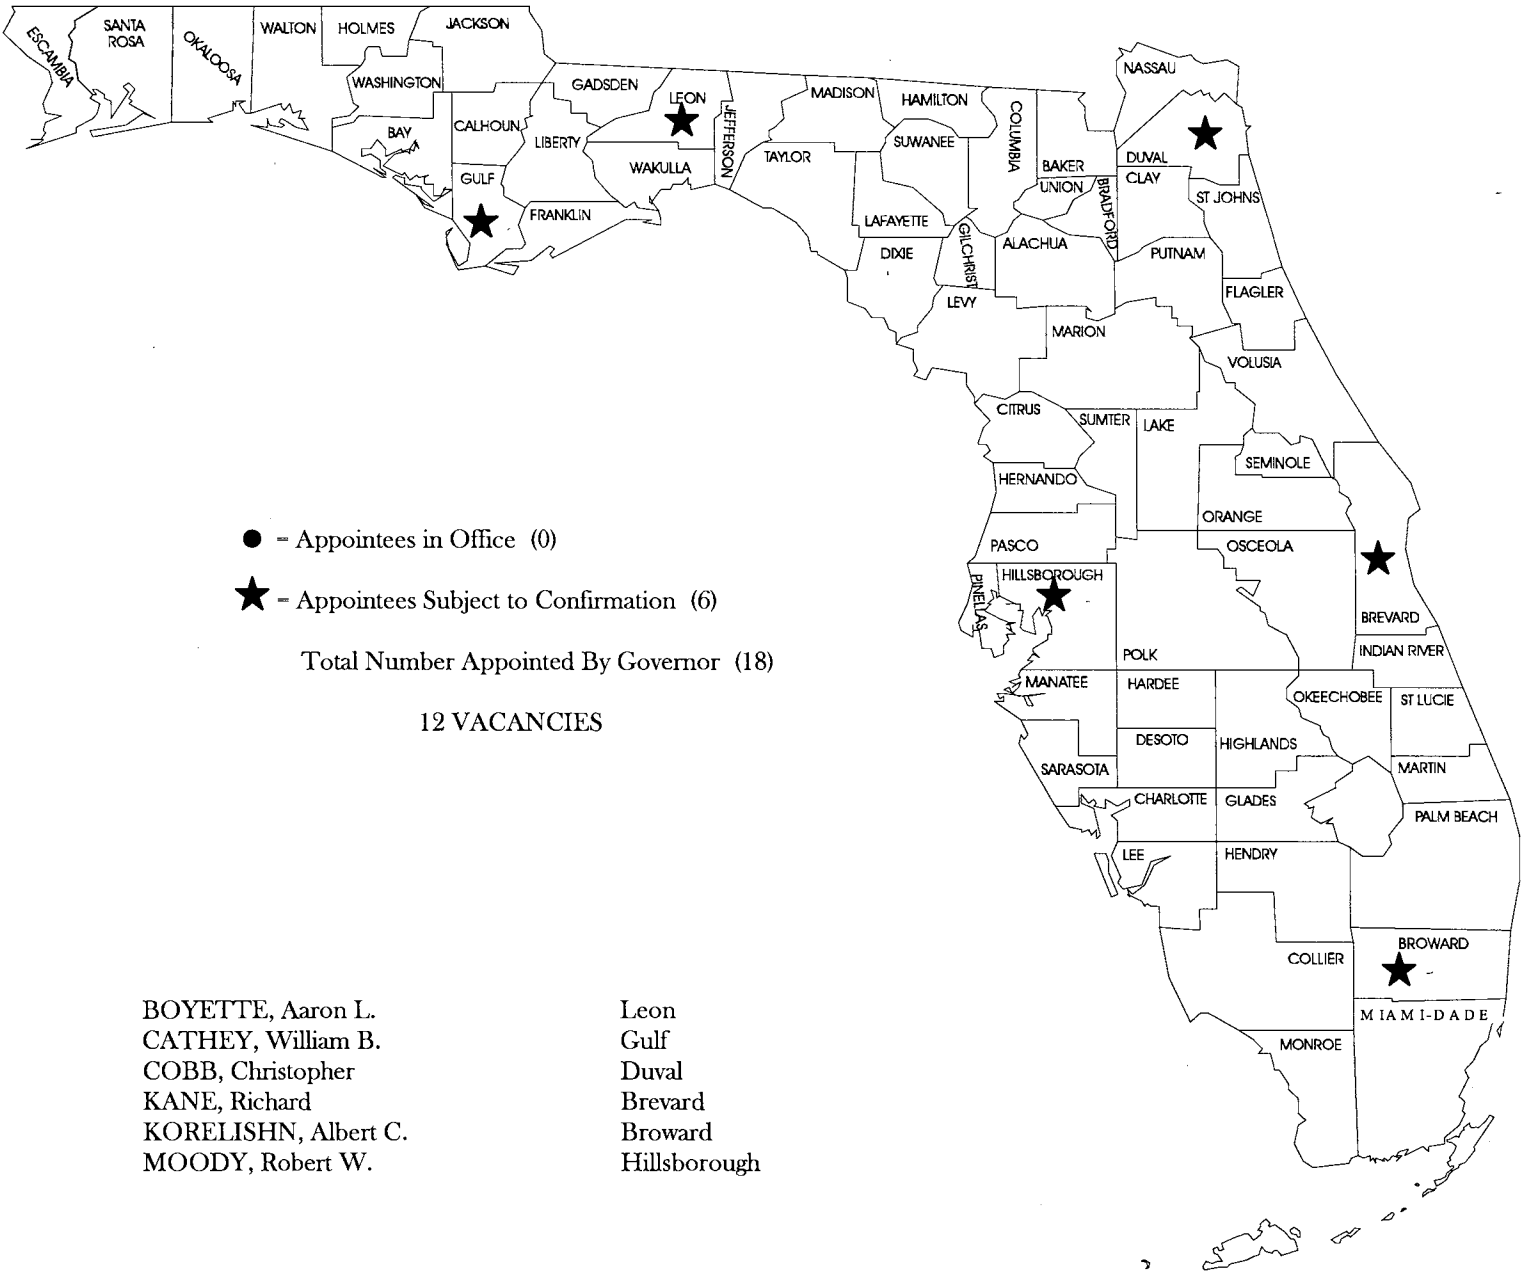 ESCAMBIA
SANTA
ROSA
OKALOOSA
WALTON
HOLMES
JACKSON
WASHINGTON
BAY
CALHOUN
GULF
GADSDEN
LIBERTY
FRANKLIN
LEON
WAKULLA
JEFFERSON
MADISON
TAYLOR
HAMILTON
SUWANEE
LAFAYETTE
DIXIE
COLUMBIA
GILCHRIST
LEVY
NASSAU
BAKER
UNION
BRADFORD
DUVAL
CLAY
ST JOHNS
ALACHUA
PUTNAM
FLAGLER
MARION
VOLUSIA
CITRUS
SUMTER
LAKE
SEMINOLE
HERNANDO
ORANGE
PASCO
OSCEOLA
HILLSBOROUGH
PINELLAS
BREVARD
INDIAN RIVER
POLK
MANATEE
HARDEE
OKEECHOBEE
ST LUCIE
DESOTO
HIGHLANDS
SARASOTA
MARTIN
CHARLOTTE
GLADES
PALM BEACH
LEE
HENDRY
COLLIER
BROWARD
MIAMI-DADE
MONROE
= Appointees in Office (0)
= Appointees Subject to Confirmation (6)
Total Number Appointed By Governor (18)
12 VACANCIES
BOYETTE, Aaron L. Leon
CATHEY, William B. Gulf
COBB, Christopher Duval
KANE, Richard Brevard
KORELISHN, Albert C. Broward
MOODY, Robert W. Hillsborough